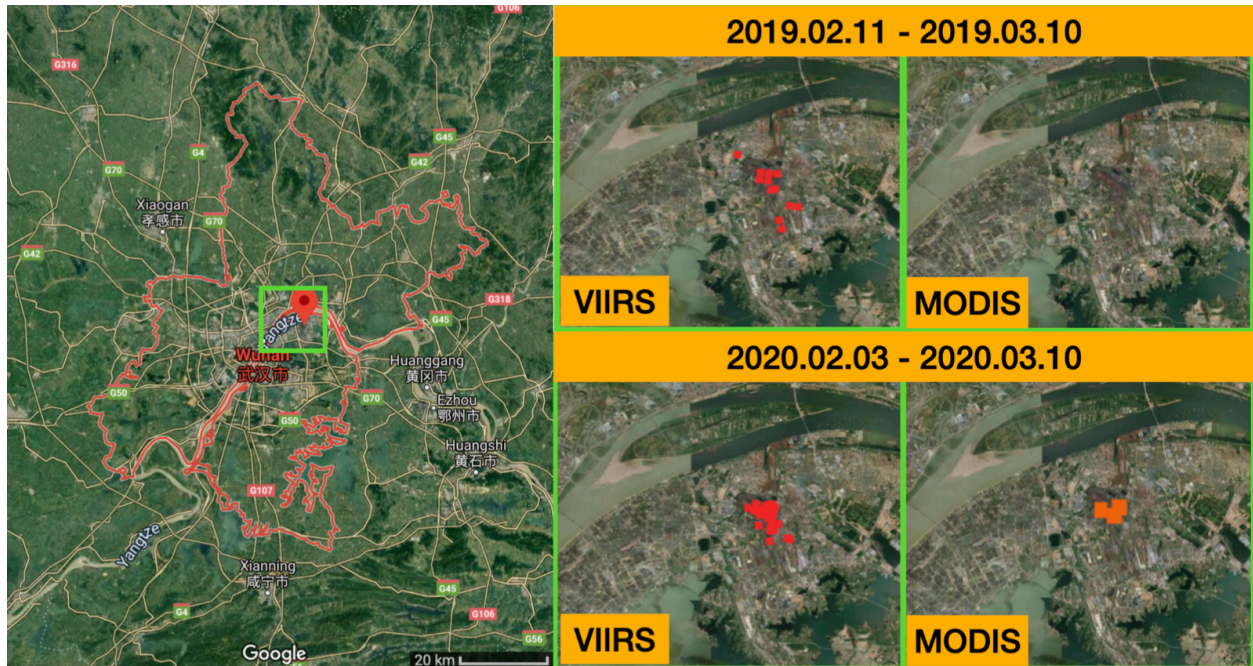 G106
G316
G45
G4
G42
G70
Xiaogan
孝感市
G70
G42
G318
G45
Yangtze
Wuhan
武汉市
Huanggang
黄冈市
G50
G70
Ezhou
鄂州市
G50
Huangshi
黄石市
G107
Yangtze
Xianning
咸宁市
G45
G4
G106
G56
Google
20 km
2019.02.11 - 2019.03.10
VIIRS
MODIS
2020.02.03 - 2020.03.10
VIIRS
MODIS